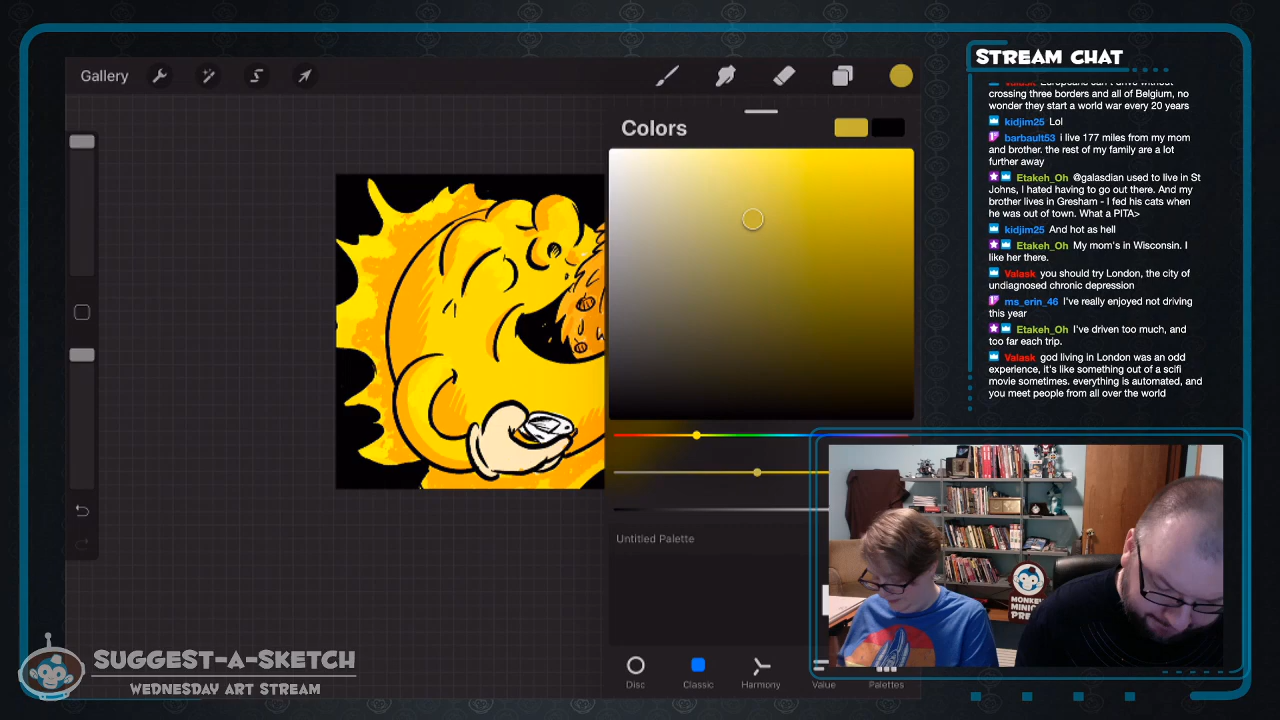 Gallery
Colors
Untitled Palette
Disc
Classic
Harmony
Value
Palettes
STREAM CHAT
crossing three borders and all of Belgium, no
wonder they start a world war every 20 years
kidjim25 Lol
barbault53 i live 177 miles from my mom
and brother. the rest of my family are a lot
further away
Etakeh_Oh @galasdian used to live in St
Johns, I hated having to go out there. And my
brother lives in Gresham - I fed his cats when
he was out of town. What a PITA>
kidjim25 And hot as hell
Etakeh_Oh My mom's in Wisconsin. I
like her there.
Valask you should try London, the city of
undiagnosed chronic depression
ms_erin_46 I've really enjoyed not driving
this year
Etakeh_Oh I've driven too much, and
too far each trip.
Valask god living in London was an odd
experience, it's like something out of a scifi
movie sometimes. everything is automated, and
you meet people from all over the world
SUGGEST-A-SKETCH
WEDNESDAY ART STREAM